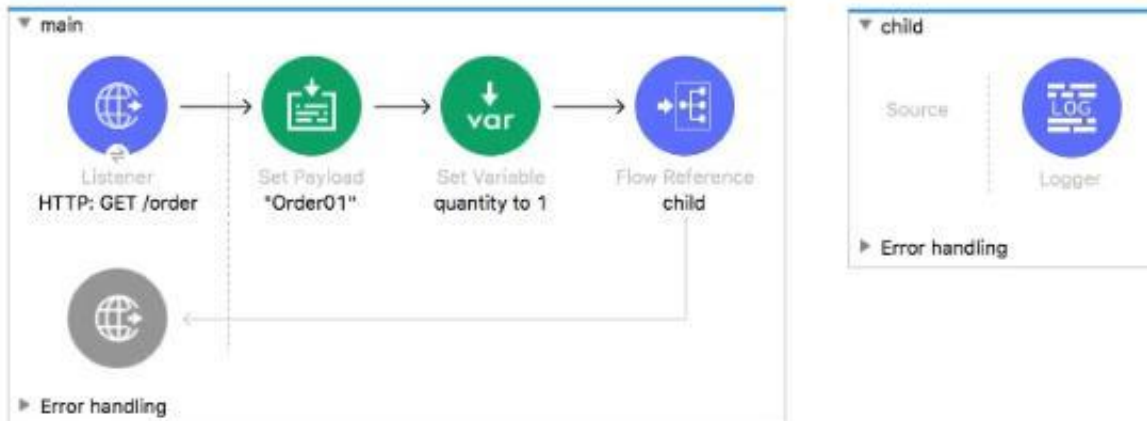 main
var
Listener
Set Payload
Set Variable
Flow Reference
HTTP: GET /order
"Order01"
quantity to 1
child
Error handling
child
Source
LOG
Logger
Error handling